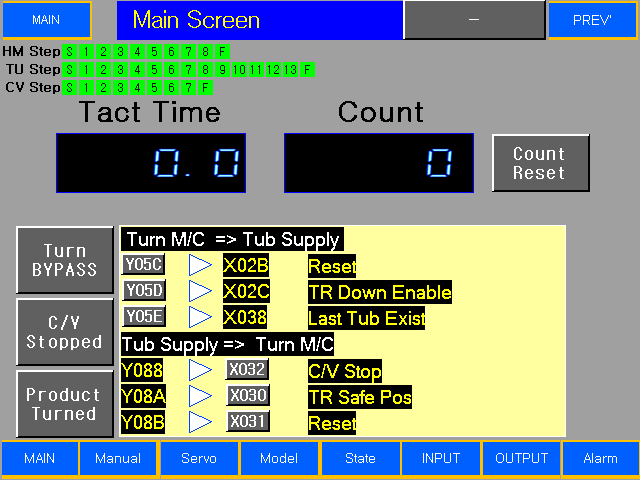 MAIN Main Screen – PREV'
HM Step S 1 2 3 4 5 6 7 8 F
TU Step S 1 2 3 4 5 6 7 8 9 10 11 12 13 F
CV Step S 1 2 3 4 5 6 7 F
Tact Time Count
0.0 0
Count
Reset
Turn
BYPASS
C/V
Stopped
Product
Turned
Turn M/C => Tub Supply
Y05C X02B Reset
Y05D X02C TR Down Enable
Y05E X038 Last Tub Exist
Tub Supply => Turn M/C
Y088 X032 C/V Stop
Y08A X030 TR Safe Pos
Y08B X031 Reset
MAIN Manual Servo Model State INPUT OUTPUT Alarm